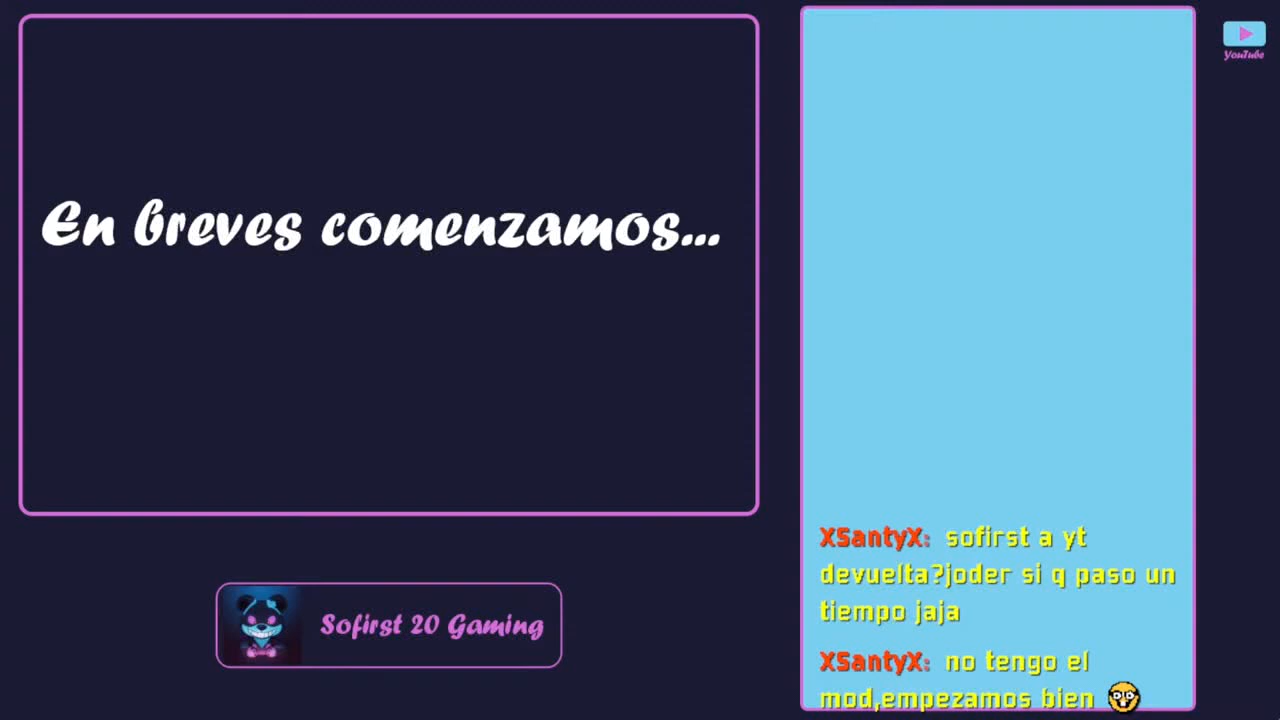 En breves comenzamos...
Sofirst 20 Gaming
XSantyX: sofirst a yt
devuelta?joder si q paso un
tiempo jaja
XSantyX: no tengo el
mod,empezamos bien 🤓
YouTube